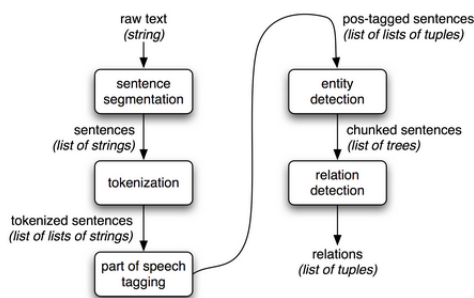 raw text
(string)
sentence
segmentation
sentences
(list of strings)
tokenization
tokenized sentences
(list of lists of strings)
part of speech
tagging
pos-tagged sentences
(list of lists of tuples)
entity
detection
chunked sentences
(list of trees)
relation
detection
relations
(list of tuples)